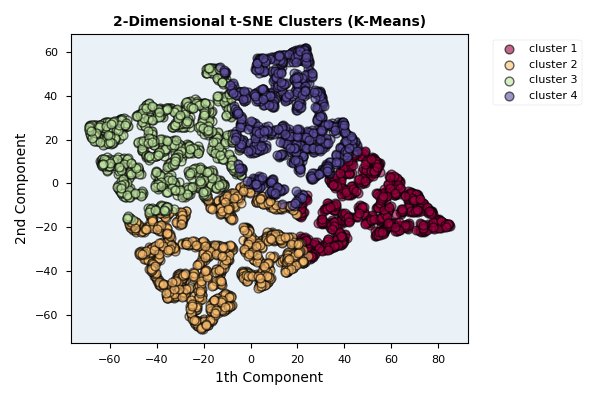 2-Dimensional t-SNE Clusters (K-Means)
cluster 1
cluster 2
cluster 3
cluster 4
2nd Component
60
40
20
0
−20
−40
−60
−60 −40 −20 0 20 40 60 80
1th Component